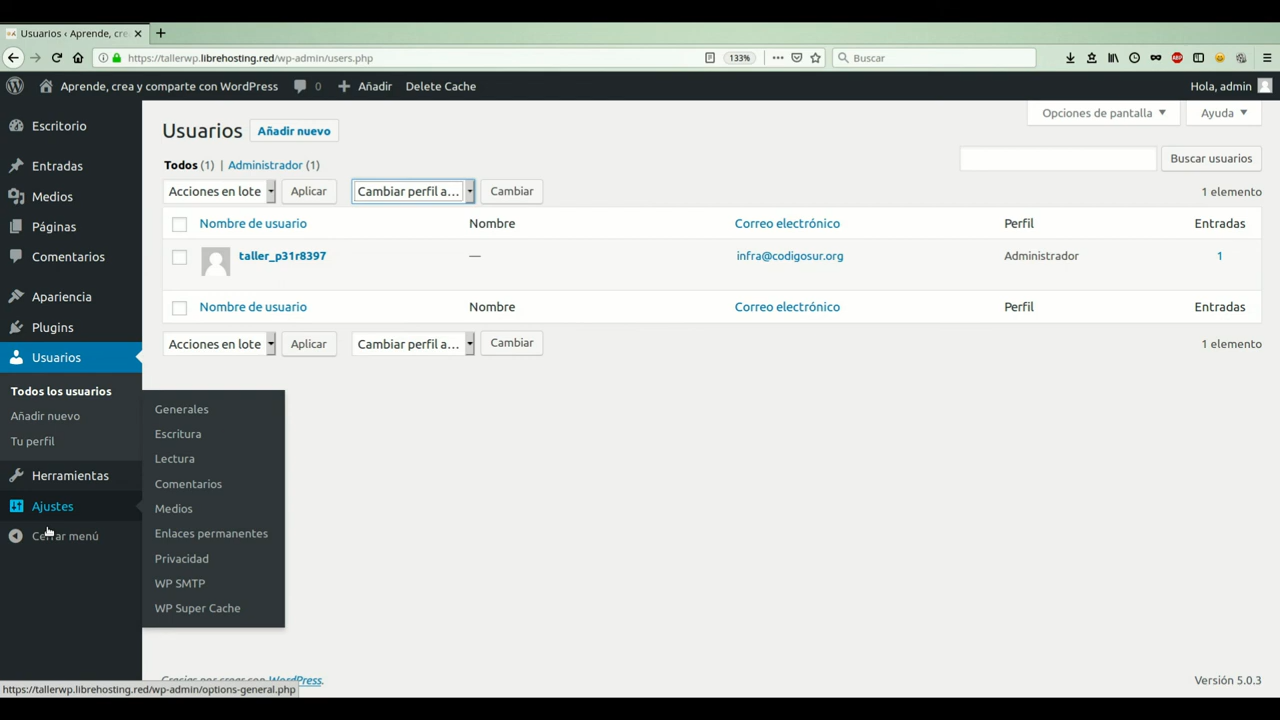 Usuarios ‹ Aprende, cre
https://tallerwp.librehosting.red/wp-admin/users.php
133%
Buscar
Aprende, crea y comparte con WordPress
0
Añadir
Delete Cache
Hola, admin
Escritorio
Entradas
Medios
Páginas
Comentarios
Apariencia
Plugins
Usuarios
Todos los usuarios
Añadir nuevo
Tu perfil
Herramientas
Ajustes
Cerrar menú
Generales
Escritura
Lectura
Comentarios
Medios
Enlaces permanentes
Privacidad
WP SMTP
WP Super Cache
Opciones de pantalla
Ayuda
Usuarios
Añadir nuevo
Todos (1) | Administrador (1)
Buscar usuarios
Acciones en lote
Aplicar
Cambiar perfil a...
Cambiar
1 elemento
Nombre de usuario Nombre Correo electrónico Perfil Entradas
taller_p31r8397 — infra@codigosur.org Administrador 1
Nombre de usuario Nombre Correo electrónico Perfil Entradas
Acciones en lote
Aplicar
Cambiar perfil a...
Cambiar
1 elemento
Gracias por crear con WordPress.
Versión 5.0.3
https://tallerwp.librehosting.red/wp-admin/options-general.php